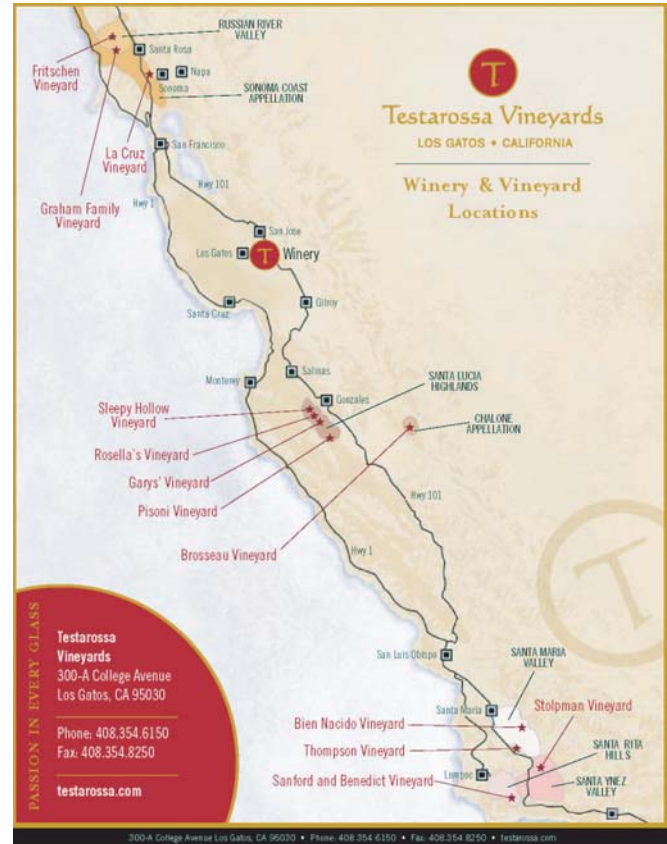 RUSSIAN RIVER
VALLEY
Santa Rosa
Fritschen
Vineyard
Napa
Sonoma
SONOMA COAST
APPELLATION
La Cruz
Vineyard
San Francisco
Graham Family
Vineyard
Hwy 1
Hwy 101
T
Testarossa Vineyards
LOS GATOS • CALIFORNIA
Winery & Vineyard
Locations
San Jose
Los Gatos
T
Winery
Santa Cruz
Gilroy
Monterey
Salinas
SANTA LUCIA
HIGHLANDS
Gonzales
CHALONE
APPELLATION
Sleepy Hollow
Vineyard
Rosella's Vineyard
Garys' Vineyard
Pisoni Vineyard
Brosseau Vineyard
Hwy 101
Hwy 1
T
San Luis Obispo
SANTA MARIA
VALLEY
Santa Maria
Stolpman Vineyard
Bien Nacido Vineyard
Thompson Vineyard
SANTA RITA
HILLS
Lompoc
Sanford and Benedict Vineyard
SANTA YNEZ
VALLEY
PASSION IN EVERY GLASS
Testarossa
Vineyards
300-A College Avenue
Los Gatos, CA 95030
Phone: 408.354.6150
Fax: 408.354.8250
testarossa.com
300-A College Avenue Los Gatos, CA 95030 • Phone: 408.354.6150 • Fax: 408.354.8250 • testarossa.com